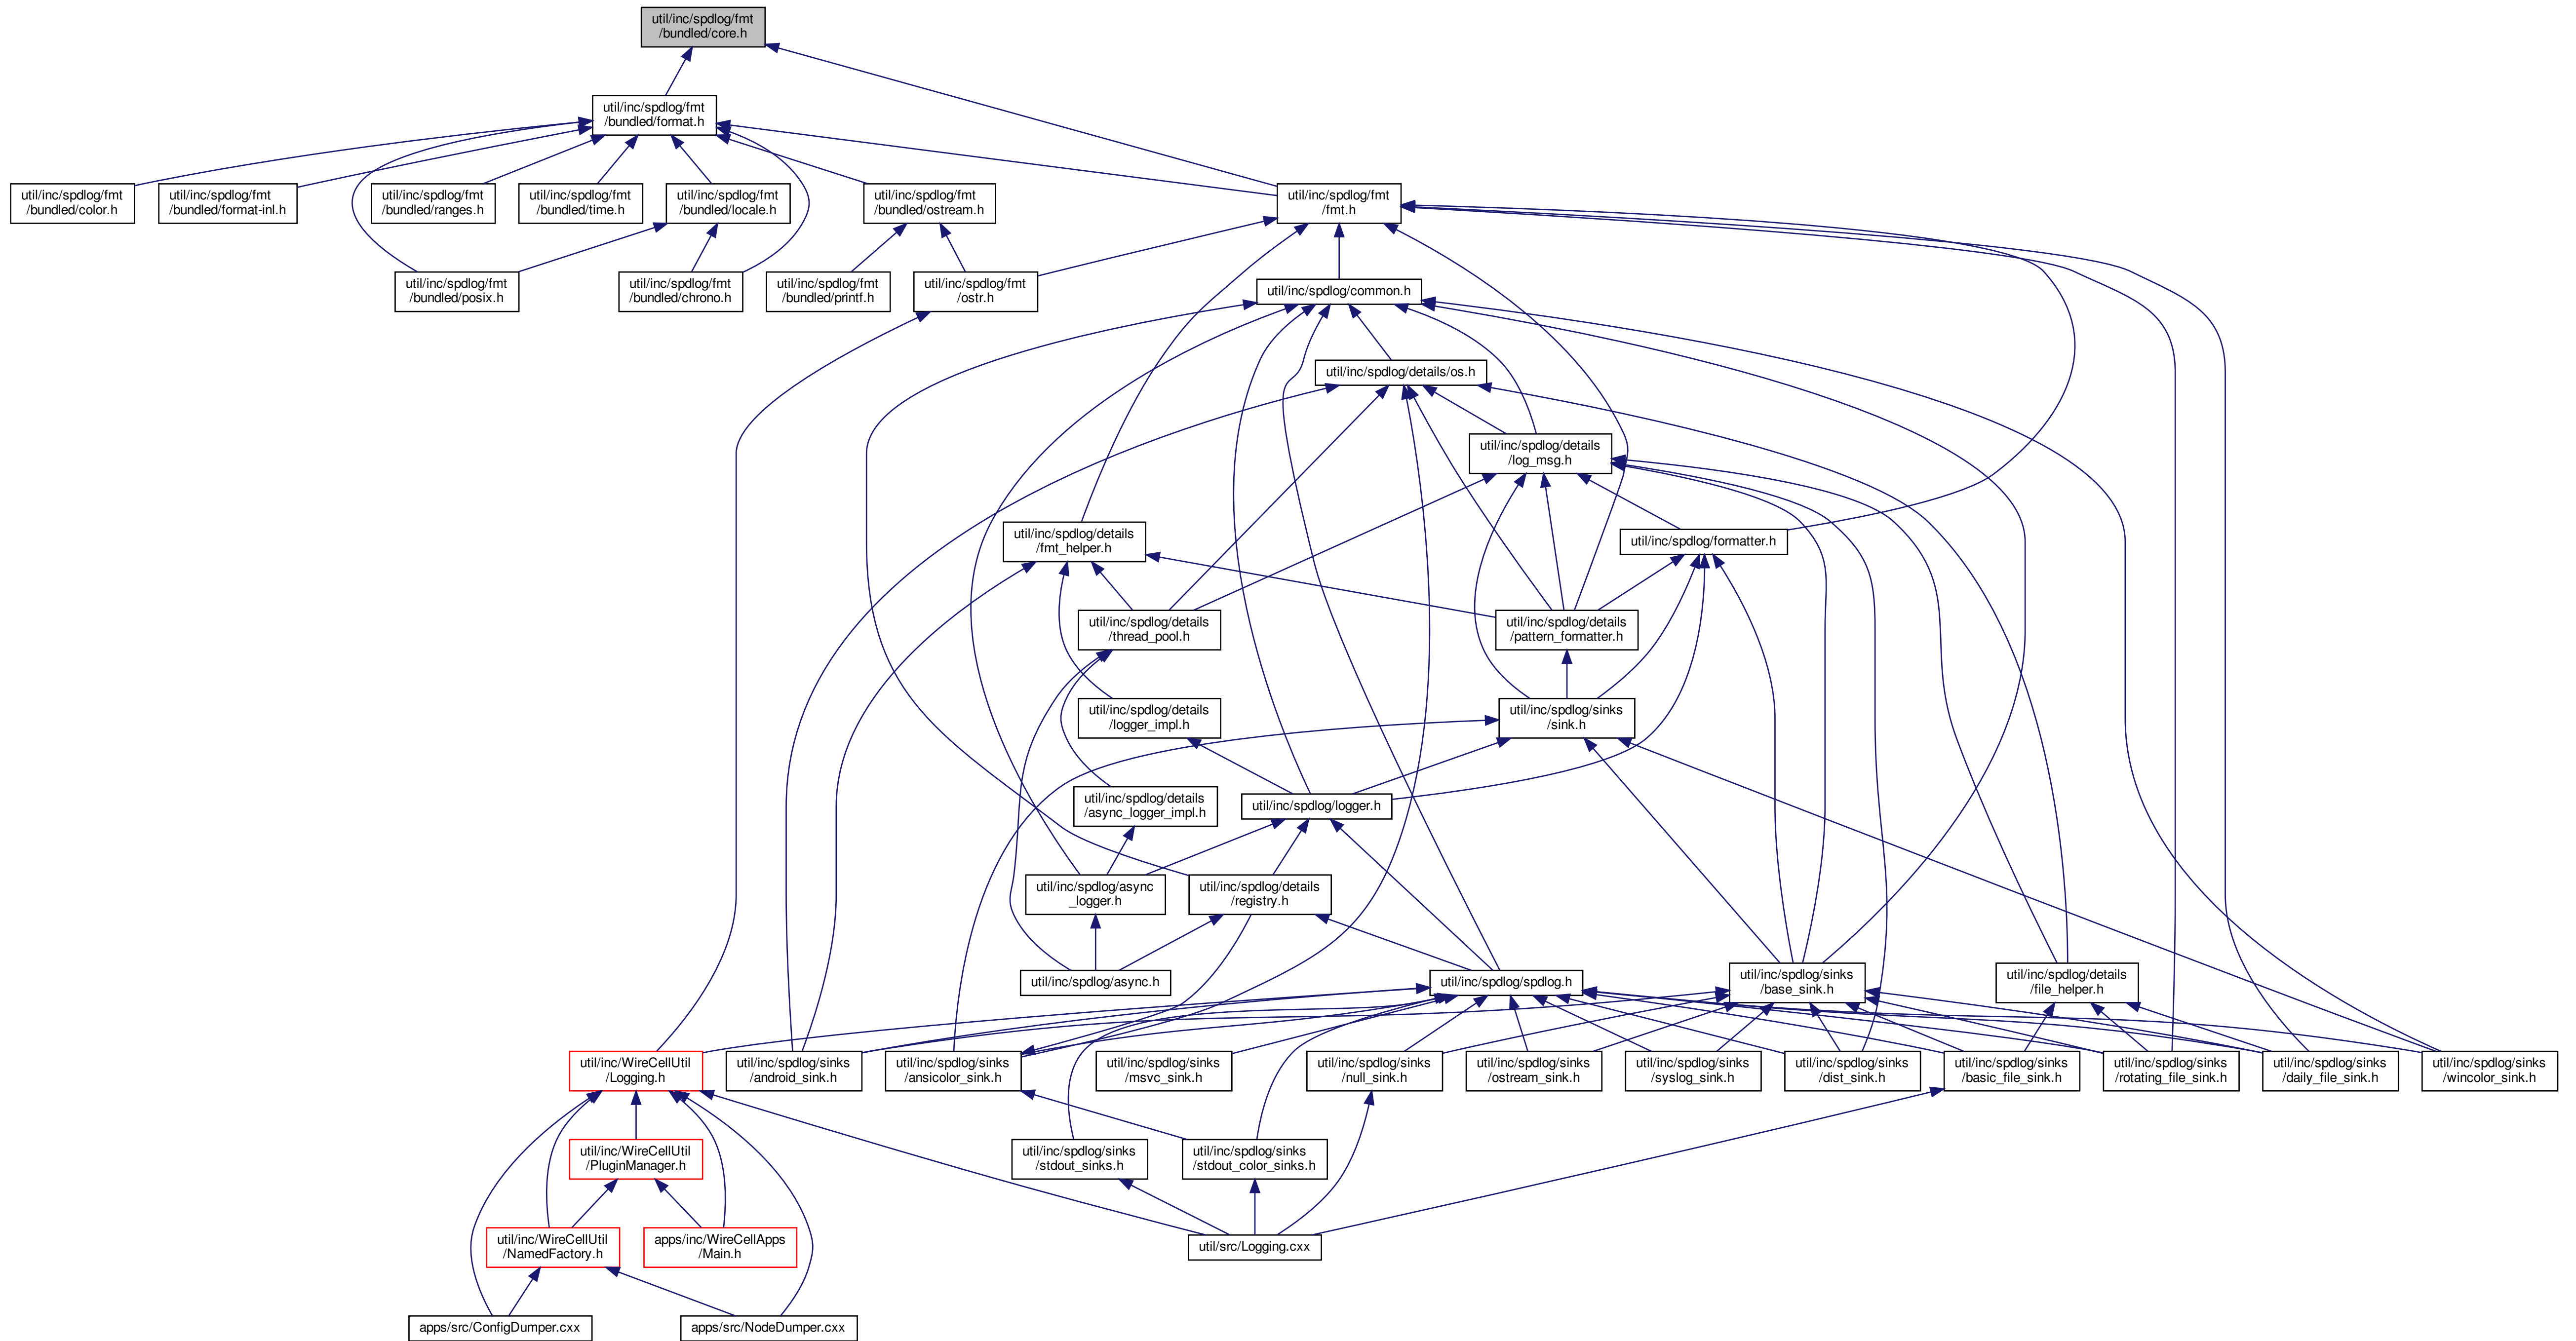 util/inc/spdlog/fmt
/bundled/core.h
util/inc/spdlog/fmt
/bundled/format.h
util/inc/spdlog/fmt
/bundled/color.h
util/inc/spdlog/fmt
/bundled/format-inl.h
util/inc/spdlog/fmt
/bundled/ranges.h
util/inc/spdlog/fmt
/bundled/time.h
util/inc/spdlog/fmt
/bundled/locale.h
util/inc/spdlog/fmt
/bundled/ostream.h
util/inc/spdlog/fmt
/fmt.h
util/inc/spdlog/fmt
/bundled/posix.h
util/inc/spdlog/fmt
/bundled/chrono.h
util/inc/spdlog/fmt
/bundled/printf.h
util/inc/spdlog/fmt
/ostr.h
util/inc/spdlog/common.h
util/inc/spdlog/details/os.h
util/inc/spdlog/details
/log_msg.h
util/inc/spdlog/details
/fmt_helper.h
util/inc/spdlog/formatter.h
util/inc/spdlog/details
/thread_pool.h
util/inc/spdlog/details
/pattern_formatter.h
util/inc/spdlog/details
/logger_impl.h
util/inc/spdlog/sinks
/sink.h
util/inc/spdlog/details
/async_logger_impl.h
util/inc/spdlog/logger.h
util/inc/spdlog/async
_logger.h
util/inc/spdlog/details
/registry.h
util/inc/spdlog/async.h
util/inc/spdlog/spdlog.h
util/inc/spdlog/sinks
/base_sink.h
util/inc/spdlog/details
/file_helper.h
util/inc/WireCellUtil
/Logging.h
util/inc/spdlog/sinks
/android_sink.h
util/inc/spdlog/sinks
/ansicolor_sink.h
util/inc/spdlog/sinks
/msvc_sink.h
util/inc/spdlog/sinks
/null_sink.h
util/inc/spdlog/sinks
/ostream_sink.h
util/inc/spdlog/sinks
/syslog_sink.h
util/inc/spdlog/sinks
/dist_sink.h
util/inc/spdlog/sinks
/basic_file_sink.h
util/inc/spdlog/sinks
/rotating_file_sink.h
util/inc/spdlog/sinks
/daily_file_sink.h
util/inc/spdlog/sinks
/wincolor_sink.h
util/inc/WireCellUtil
/PluginManager.h
util/inc/spdlog/sinks
/stdout_sinks.h
util/inc/spdlog/sinks
/stdout_color_sinks.h
util/inc/WireCellUtil
/NamedFactory.h
apps/inc/WireCellApps
/Main.h
util/src/Logging.cxx
apps/src/ConfigDumper.cxx
apps/src/NodeDumper.cxx